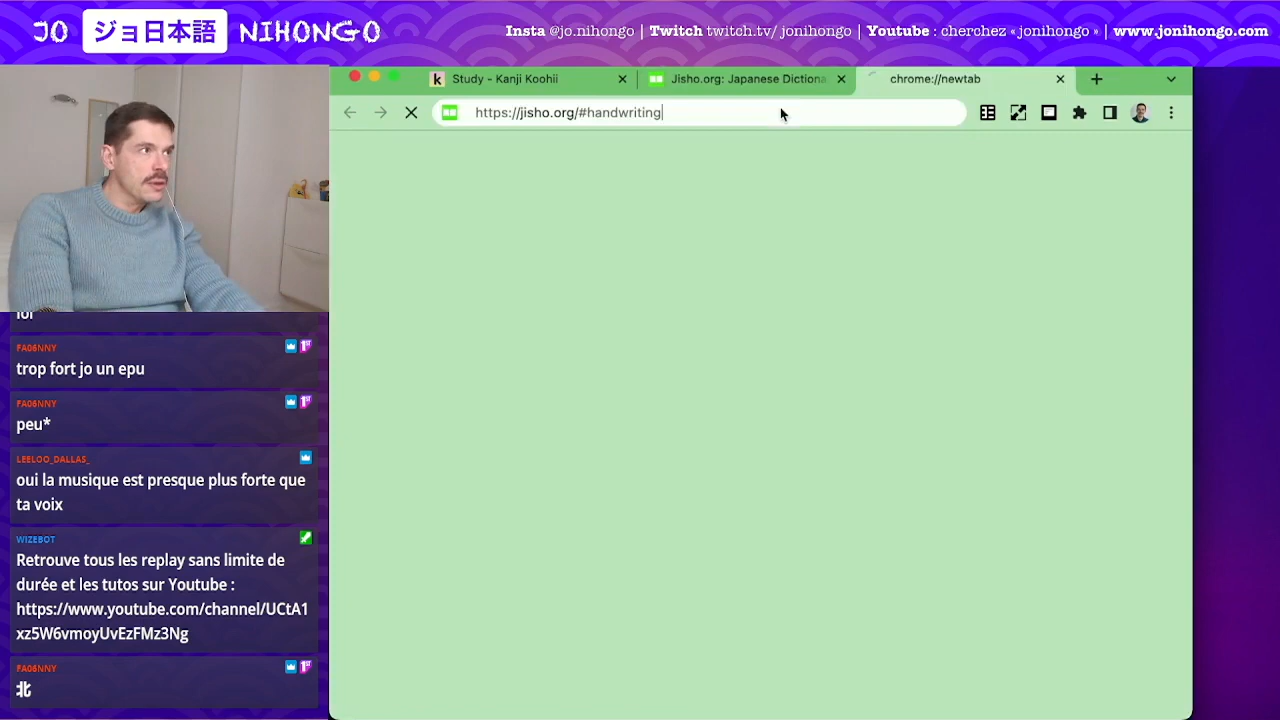 JO ジョ日本語 NIHONGO
Insta @jo.nihongo | Twitch twitch.tv/ jonihongo | Youtube : cherchez « jonihongo » | www.jonihongo.com
k Study - Kanji Koohii
Jisho.org: Japanese Dictiona
chrome://newtab
https://jisho.org/#handwriting
FA06NNY
trop fort jo un epu
FA06NNY
peu*
LEELOO_DALLAS_
oui la musique est presque plus forte que
ta voix
WIZEBOT
Retrouve tous les replay sans limite de
durée et les tutos sur Youtube :
https://www.youtube.com/channel/UCtA1
xz5W6vmoyUvEzFMz3Ng
FA06NNY
北